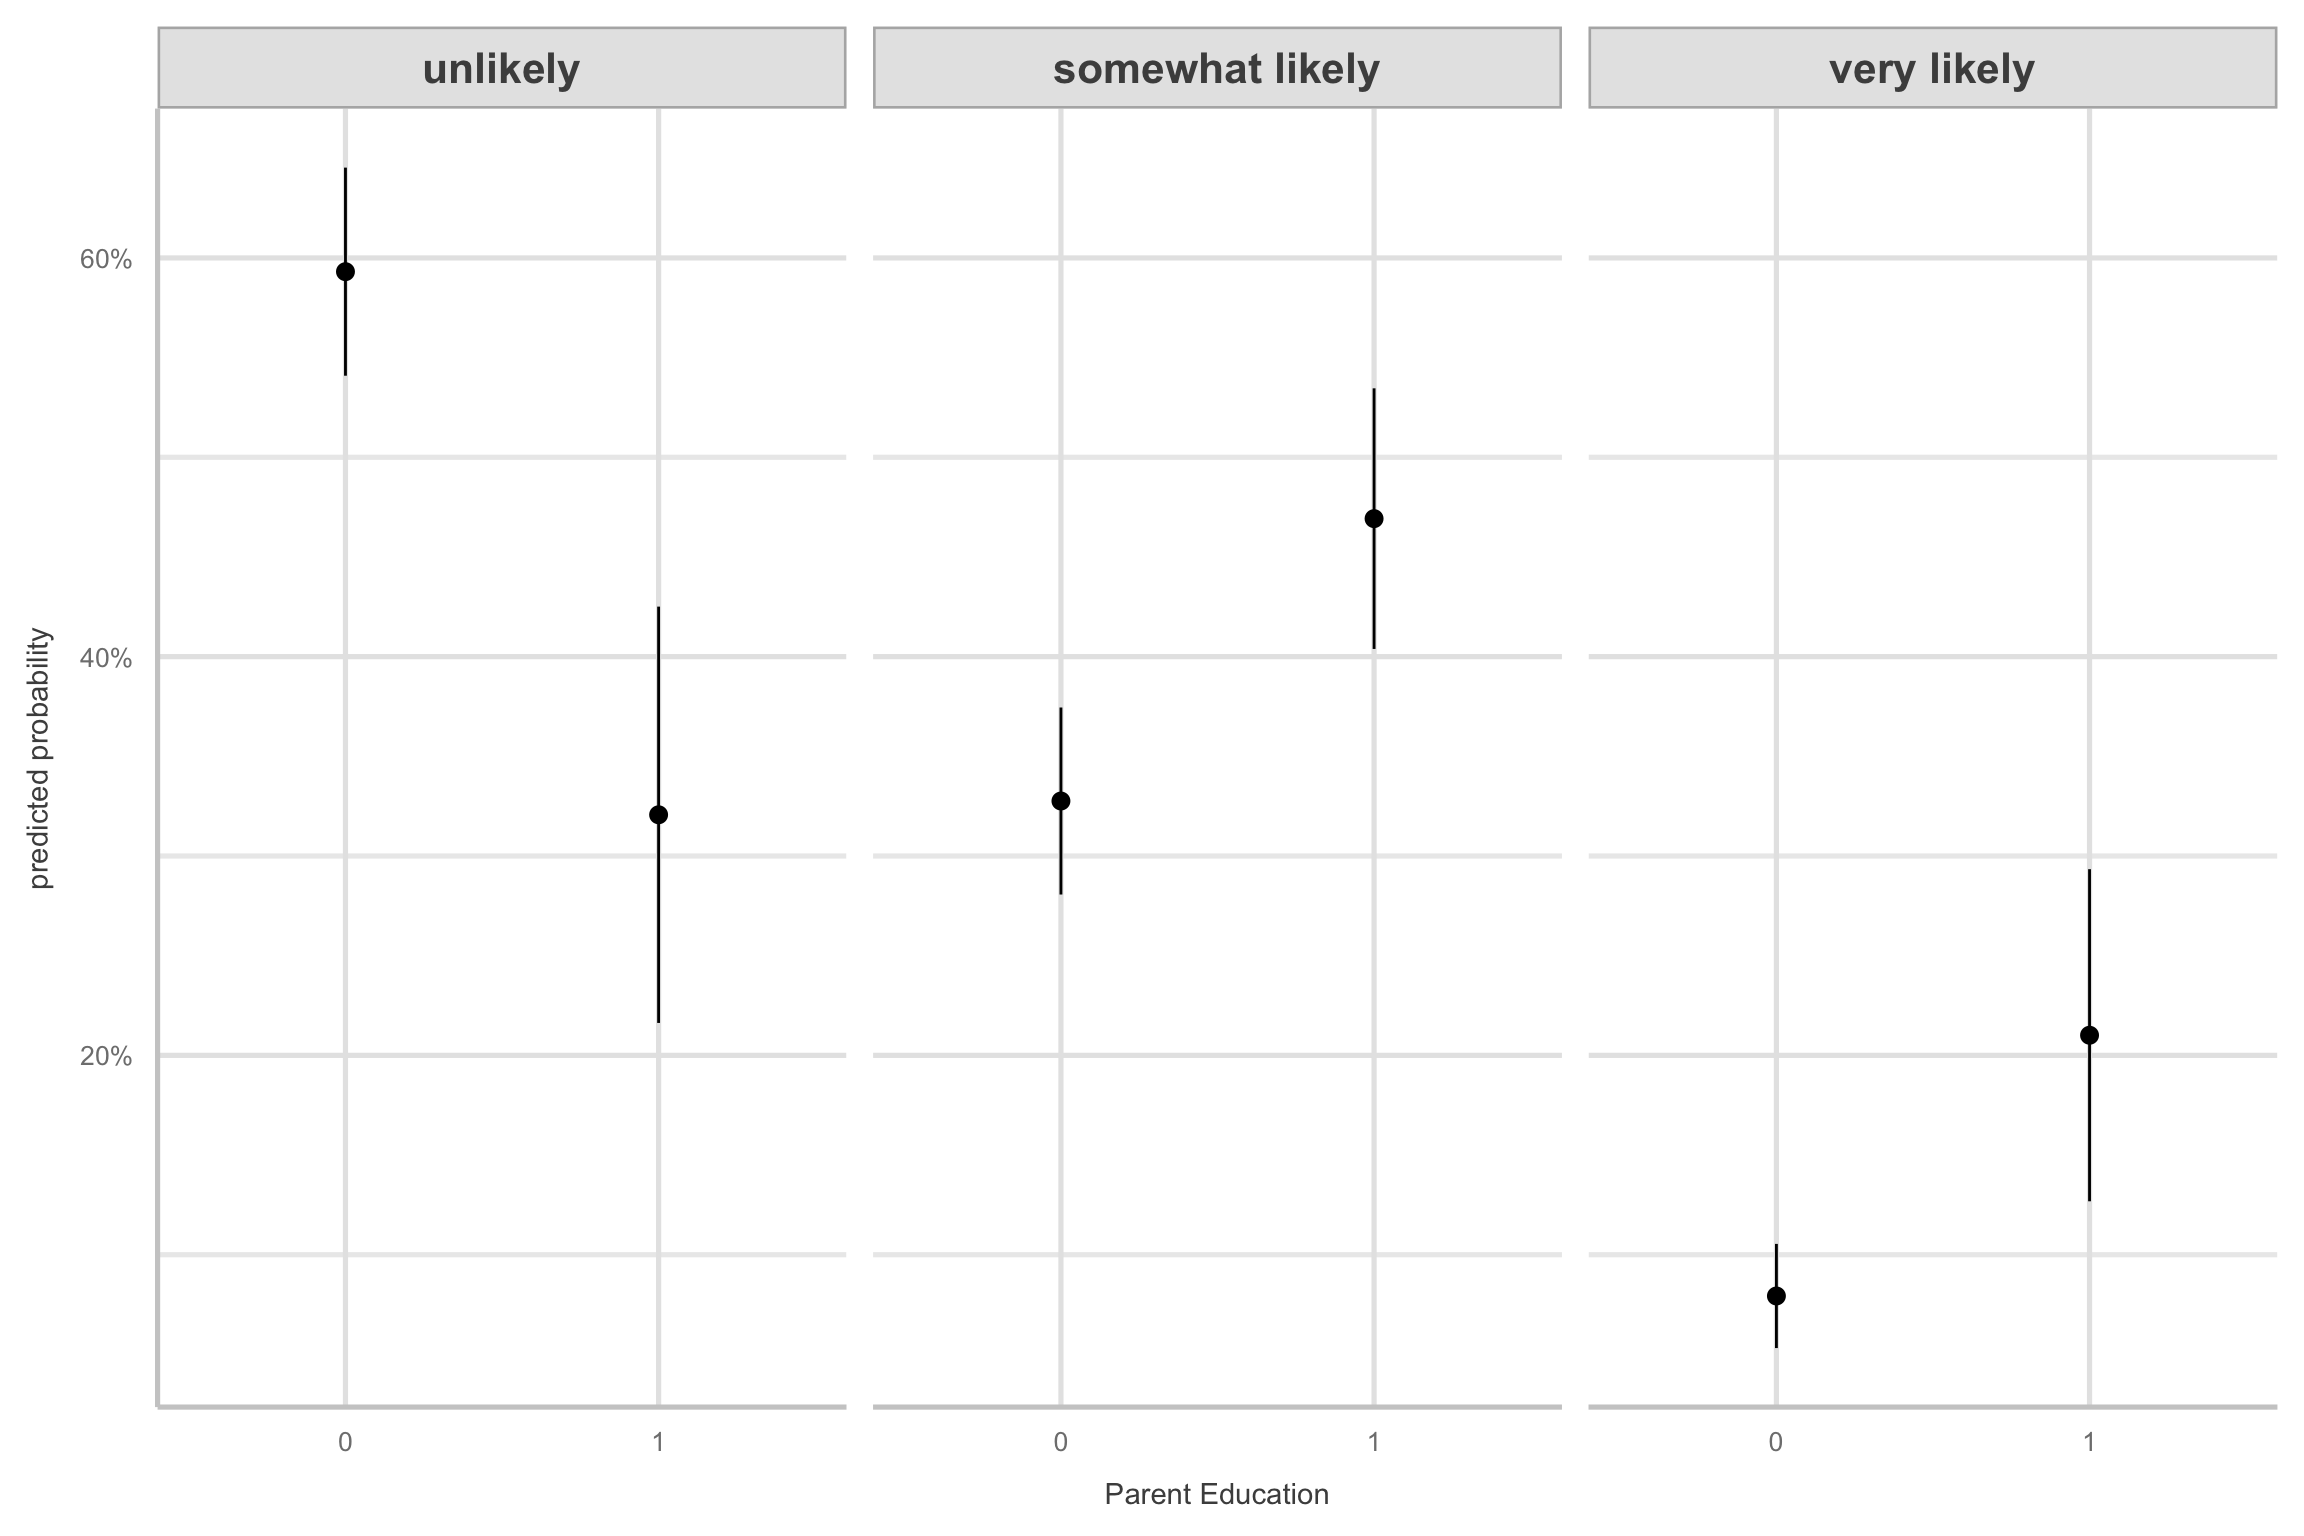 unlikely
somewhat likely
very likely
predicted probability
60%
40%
20%
0
1
0
1
0
1
Parent Education